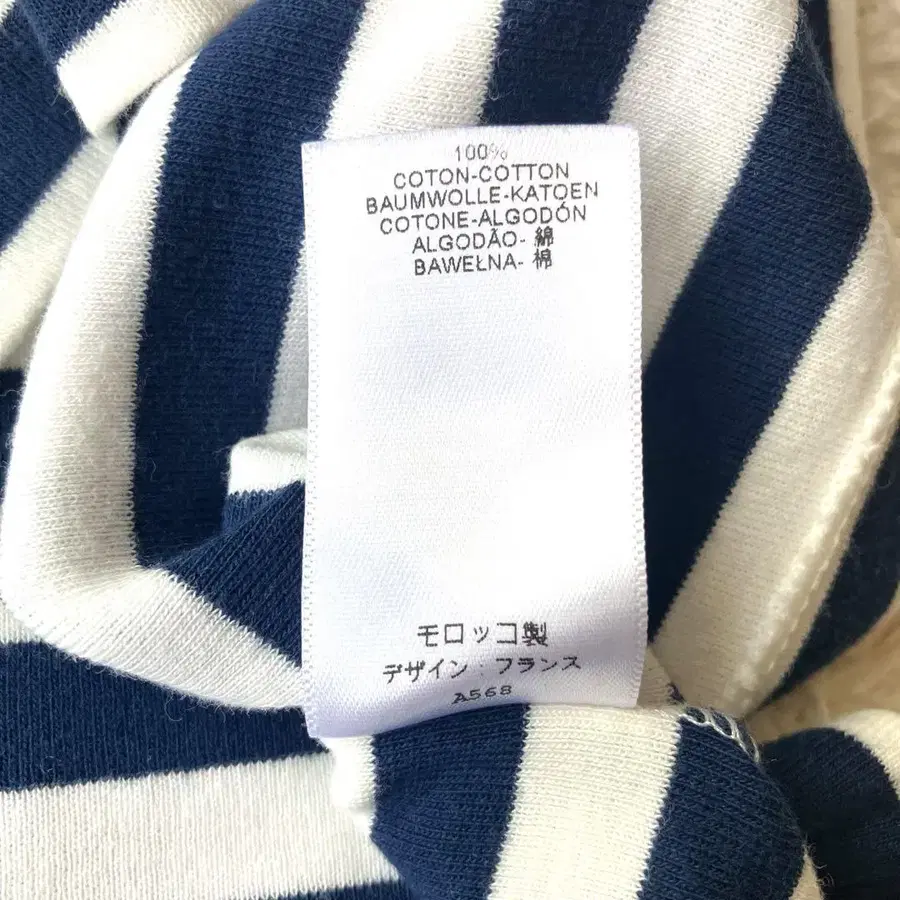 100%
COTON-COTTON
BAUMWOLLE-KATOEN
COTONE-ALGODÓN
ALGODÃO- 綿
BAWEŁNA- 棉
モロッコ製
デザイン:フランス
A568